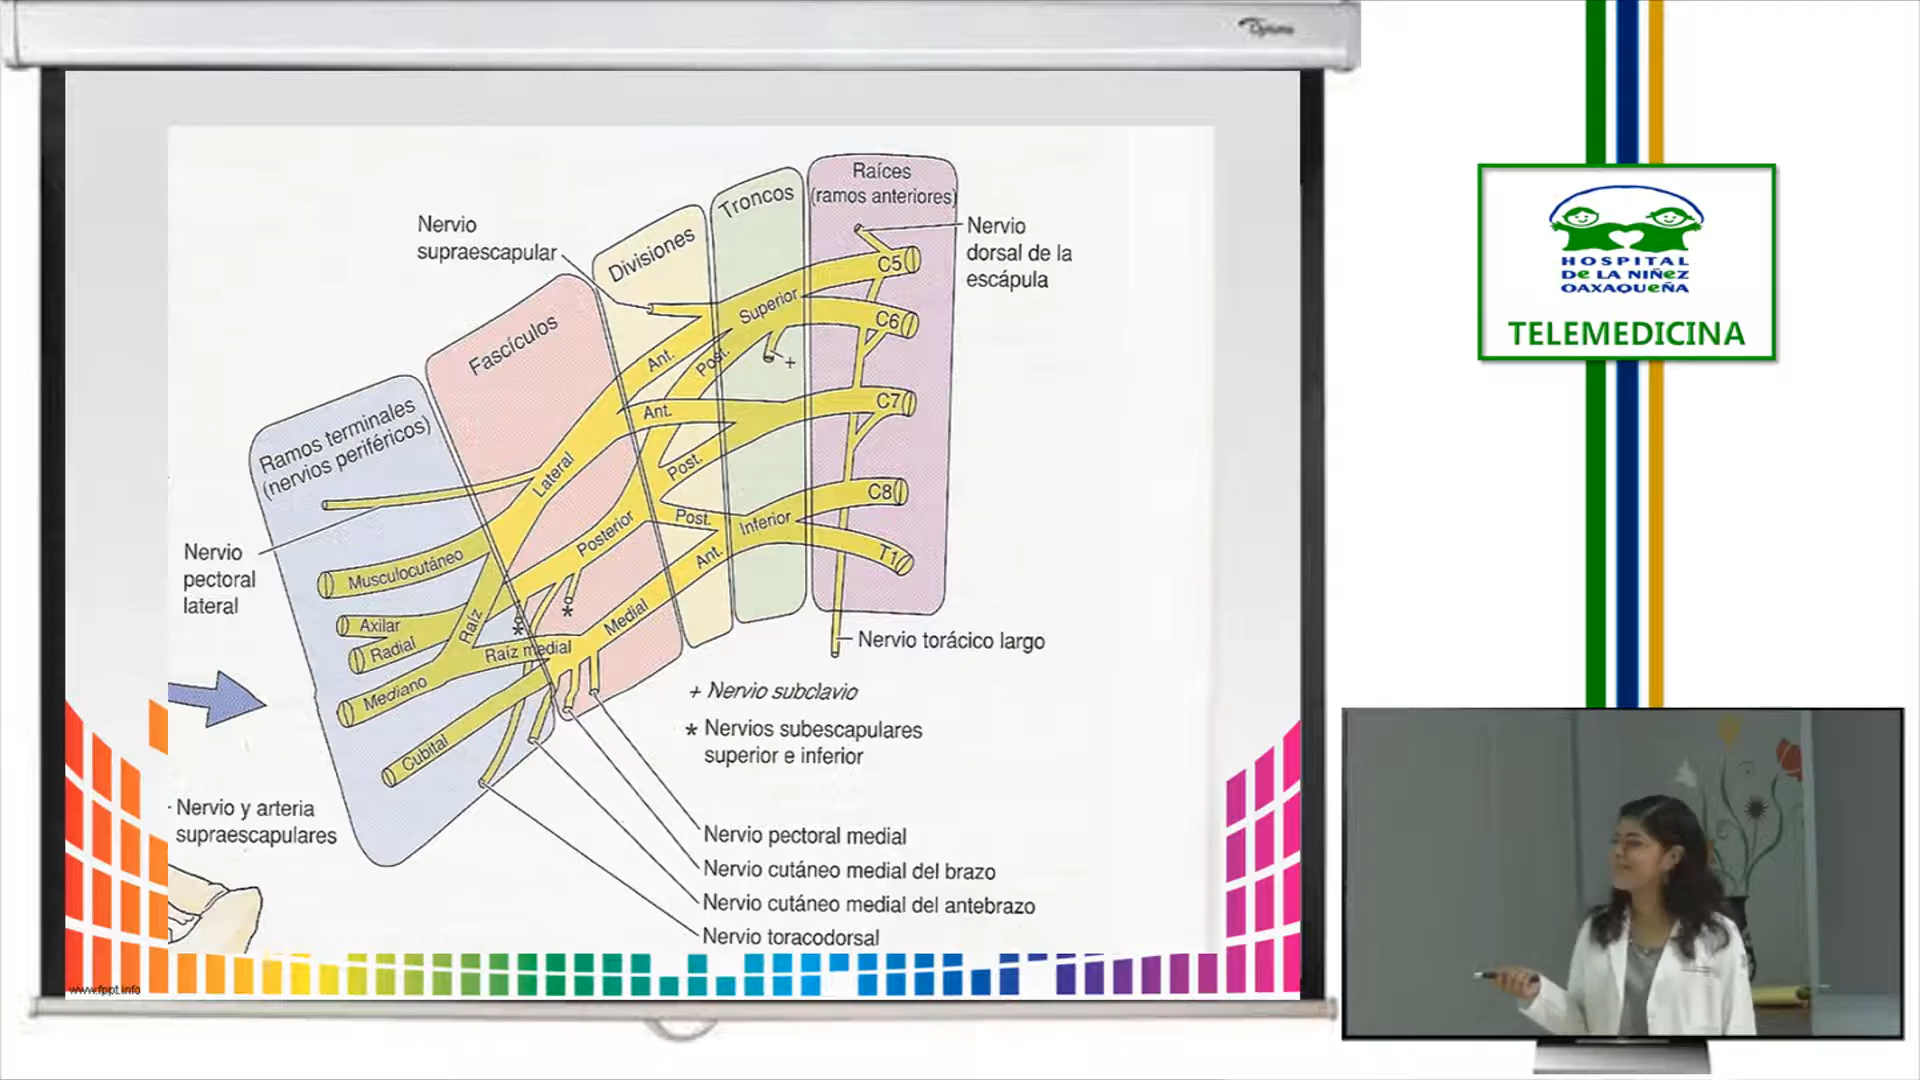 Optoma
Raíces
(ramos anteriores)
Troncos
Divisiones
Fascículos
Ramos terminales
(nervios periféricos)
Nervio
supraescapular
Nervio
dorsal de la
escápula
C5
C6
C7
C8
T1
Superior
Inferior
Ant.
Post.
Ant.
Post.
Post.
Ant.
Lateral
Posterior
Medial
Nervio
pectoral
lateral
Musculocutáneo
Axilar
Radial
Raíz
Raíz medial
Mediano
Cubital
+
*
*
Nervio torácico largo
+ Nervio subclavio
* Nervios subescapulares
superior e inferior
Nervio y arteria
supraescapulares
Nervio pectoral medial
Nervio cutáneo medial del brazo
Nervio cutáneo medial del antebrazo
Nervio toracodorsal
www.fppt.info
HOSPITAL
De LA NIÑeZ
OAXAQUeÑA
TELEMEDICINA